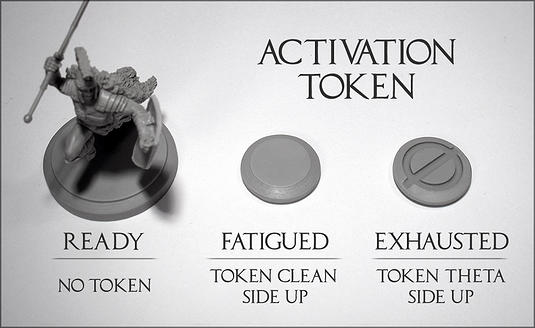 ACTIVATION
TOKEN
READY
FATIGUED
EXHAUSTED
NO TOKEN
TOKEN CLEAN
SIDE UP
TOKEN THETA
SIDE UP